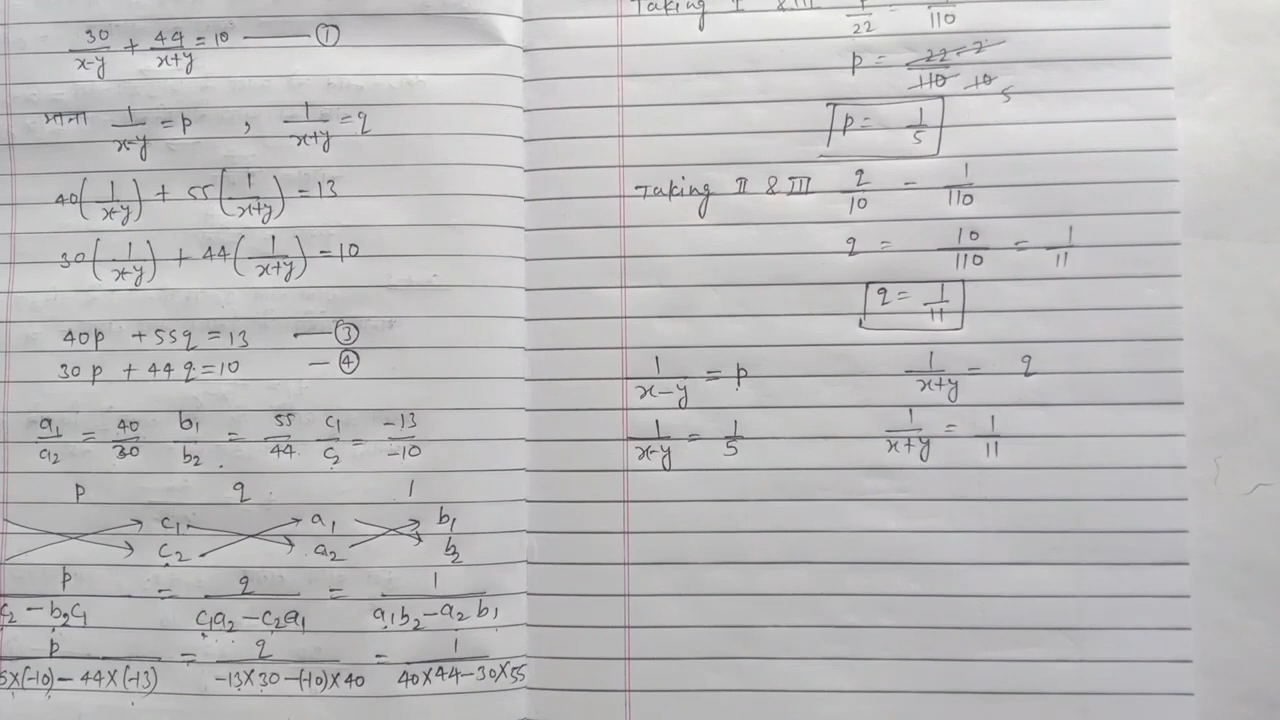 30/(x-y) + 44/(x+y) = 10 —— ①
माना 1/(x-y) = p , 1/(x+y) = q
40(1/(x-y)) + 55(1/(x+y)) = 13
30(1/(x-y)) + 44(1/(x+y)) = 10
40p + 55q = 13 —— ③
30p + 44q = 10 — ④
a₁/a₂ = 40/30 b₁/b₂ = 55/44 c₁/c₂ = -13/-10
p q 1
c₁ a₁ b₁
c₂ a₂ b₂
p/(c₂ - b₂c₁) = q/(c₁a₂ - c₂a₁) = 1/(a₁b₂ - a₂b₁)
p/(5×(-10) - 44×(-13)) = q/(-13×30 - (-10)×40) = 1/(40×44 - 30×55)
Taking I & III /22 = /110
p = 22/110 2 10 5
p = 1/5
Taking II & III q/10 = 1/110
q = 10/110 = 1/11
q = 1/11
1/(x-y) = p 1/(x+y) = q
1/(x-y) = 1/5 1/(x+y) = 1/11